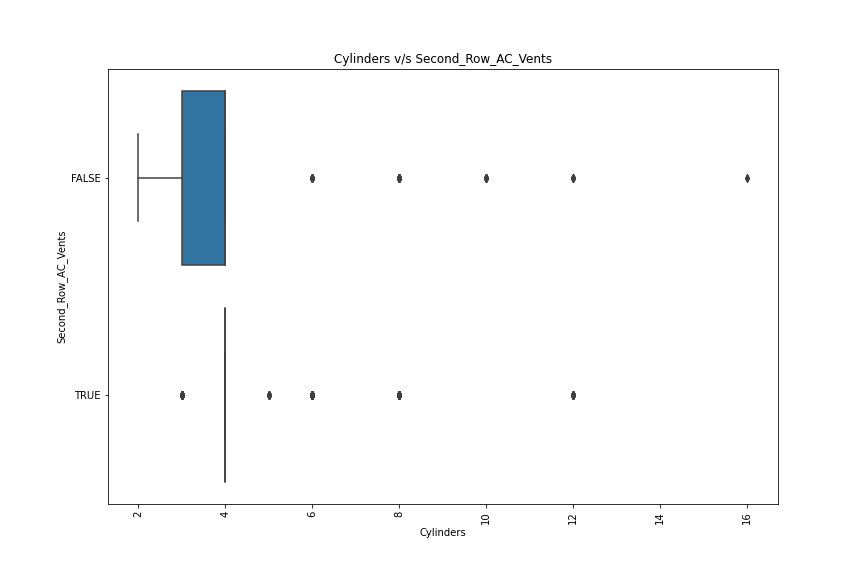 Cylinders v/s Second_Row_AC_Vents
Second_Row_AC_Vents
FALSE
TRUE
2
4
6
8
10
12
14
16
Cylinders